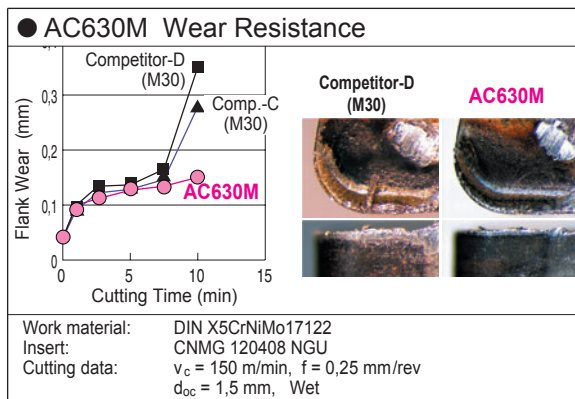 ● AC630M Wear Resistance
0,3
0,2
0,1
0
Flank Wear (mm)
0
5
10
15
Cutting Time (min)
Competitor-D
(M30)
Comp.-C
(M30)
AC630M
Competitor-D
(M30)
AC630M
Work material: DIN X5CrNiMo17122
Insert: CNMG 120408 NGU
Cutting data: vc = 150 m/min, f = 0,25 mm/rev
doc = 1,5 mm, Wet